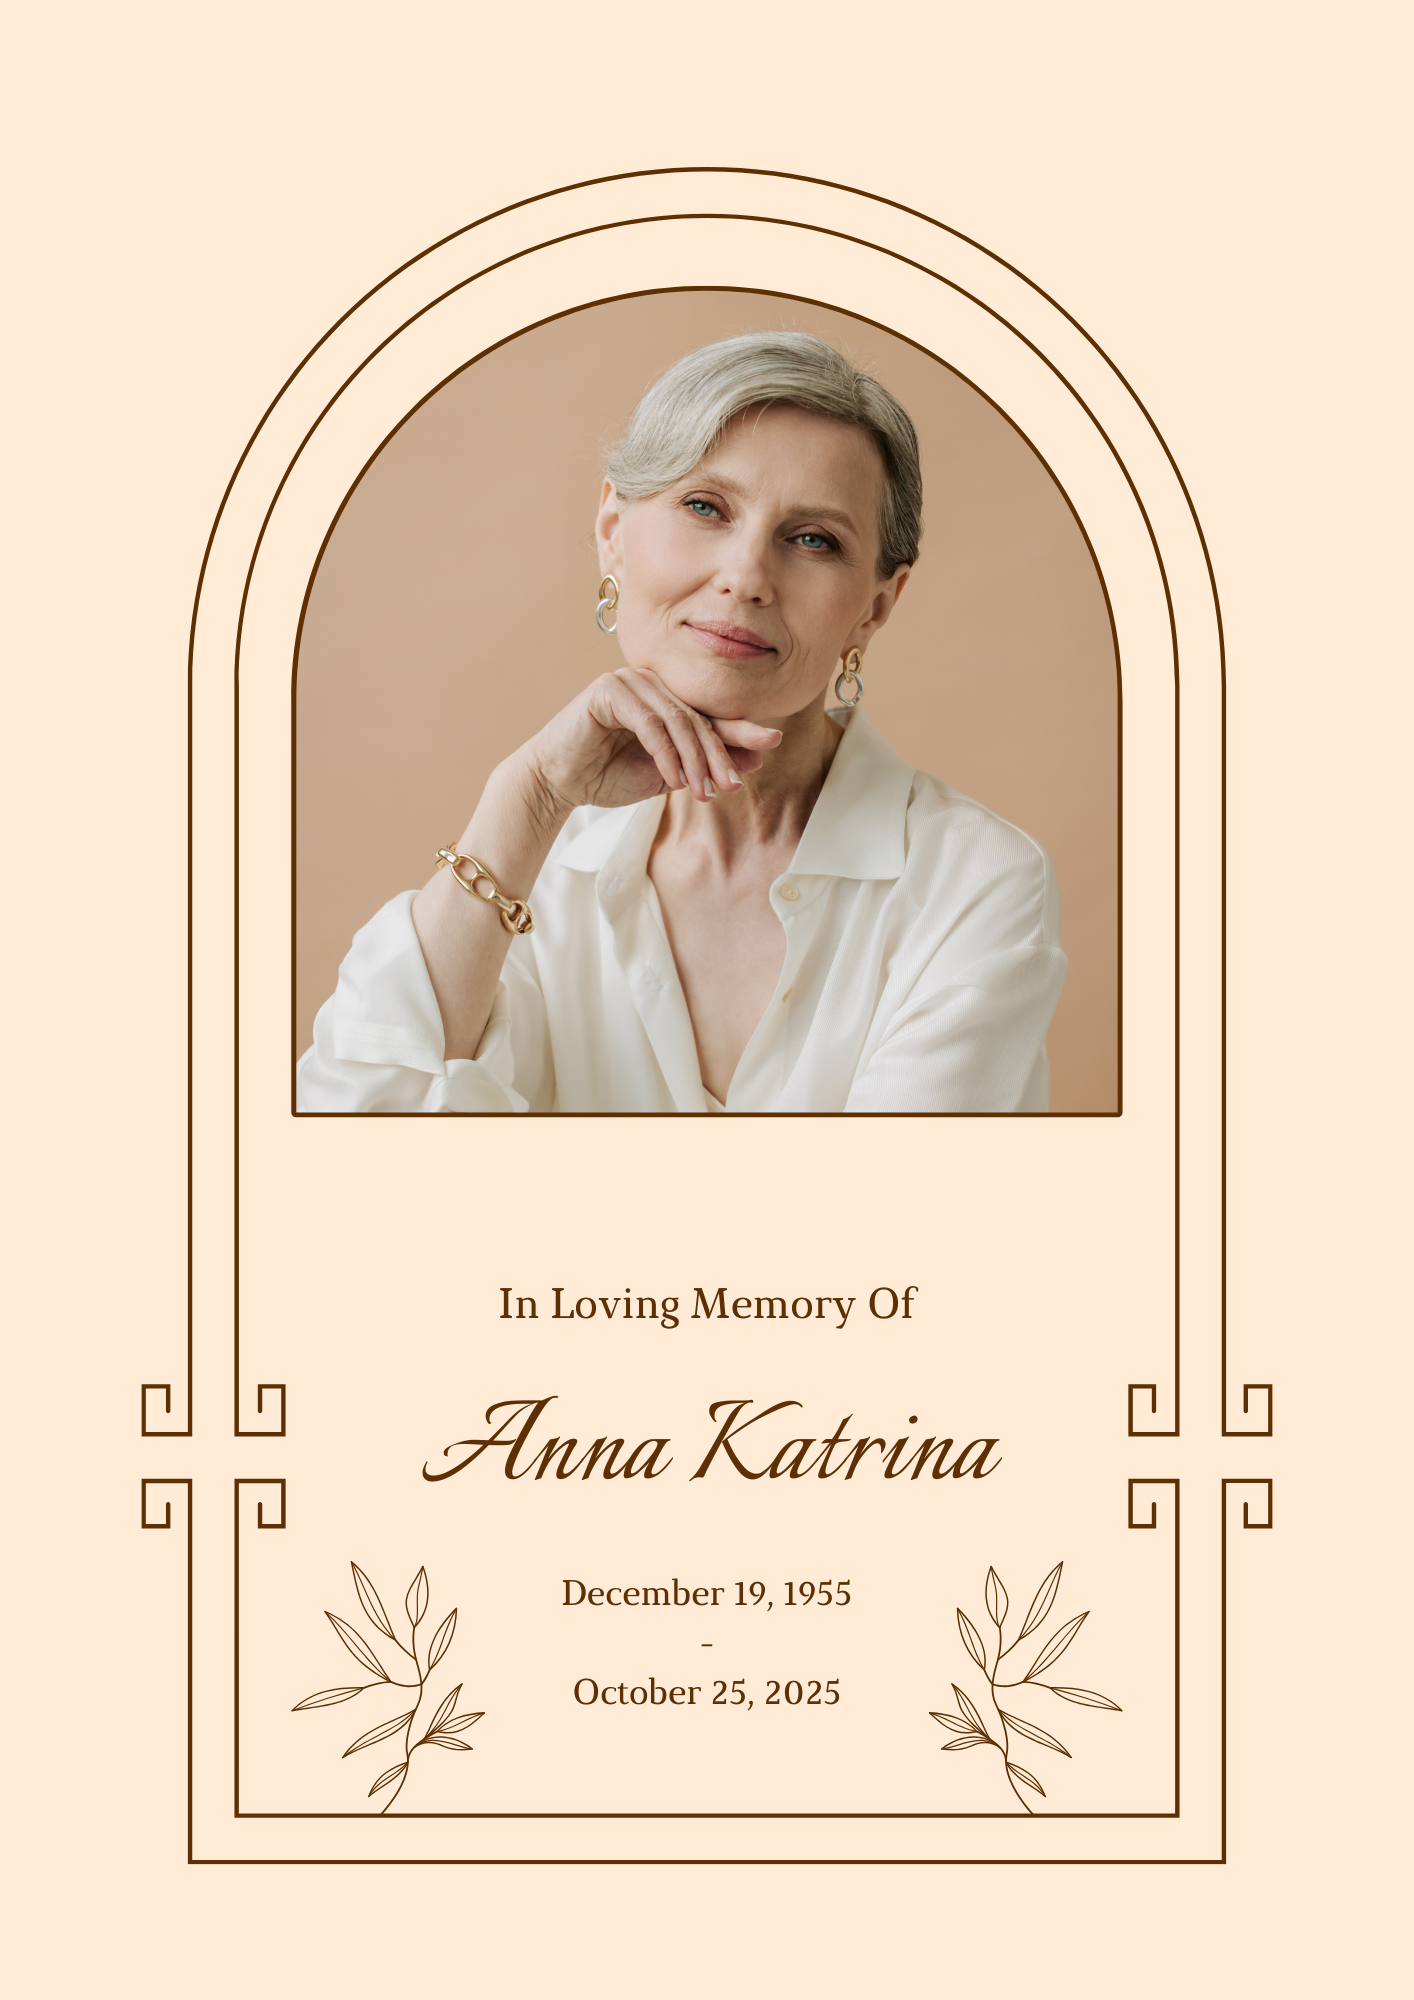 In Loving Memory Of
Anna Katrina
December 19, 1955
-
October 25, 2025